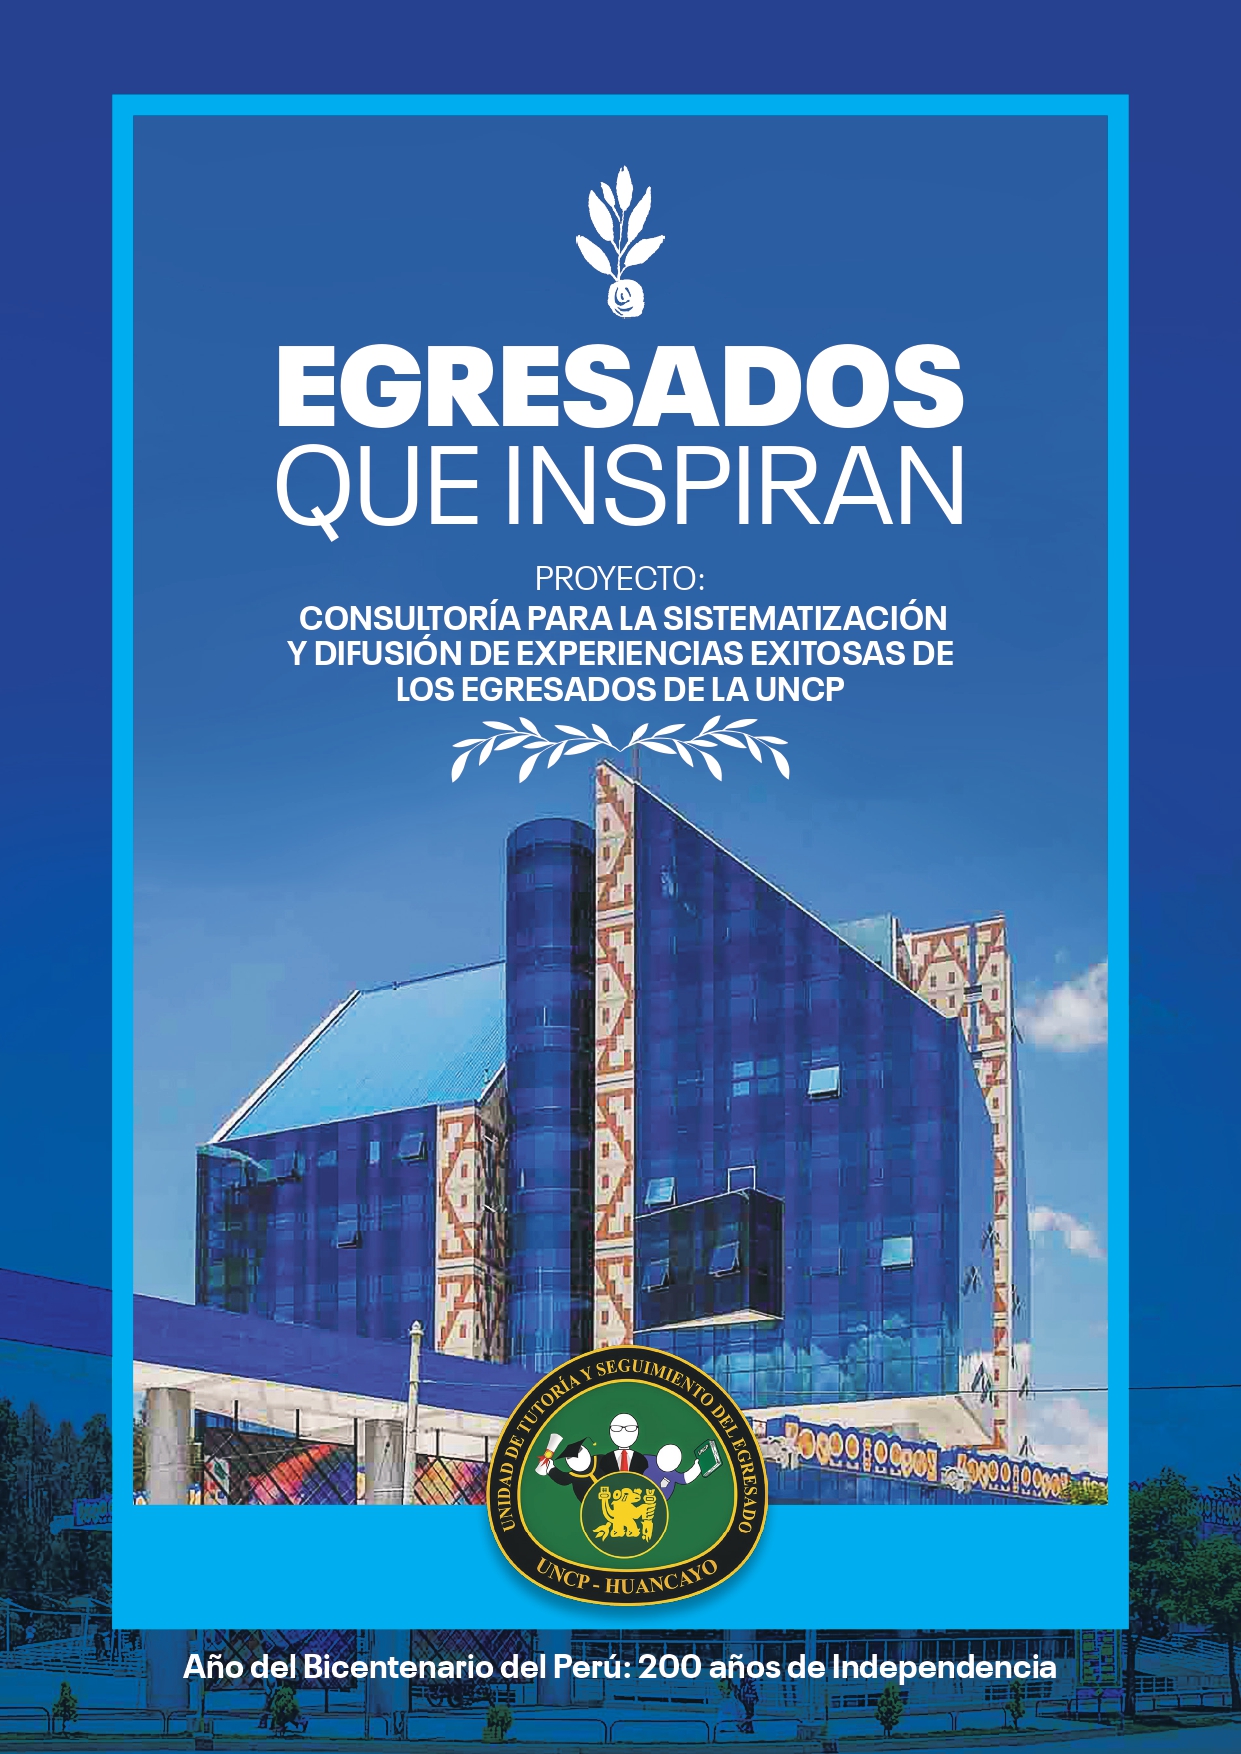 EGRESADOS
QUE INSPIRAN
PROYECTO:
CONSULTORÍA PARA LA SISTEMATIZACIÓN
Y DIFUSIÓN DE EXPERIENCIAS EXITOSAS DE
LOS EGRESADOS DE LA UNCP
UNIDAD DE TUTORÍA Y SEGUIMIENTO DEL EGRESADO
UNCP
UNCP - HUANCAYO
Año del Bicentenario del Perú: 200 años de Independencia